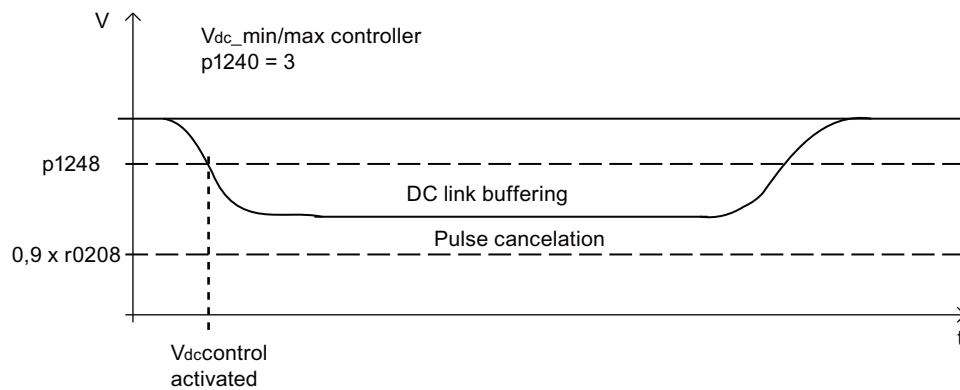 V
Vdc_min/max controller
p1240 = 3
p1248
DC link buffering
Pulse cancelation
0,9 x r0208
t
Vdccontrol
activated